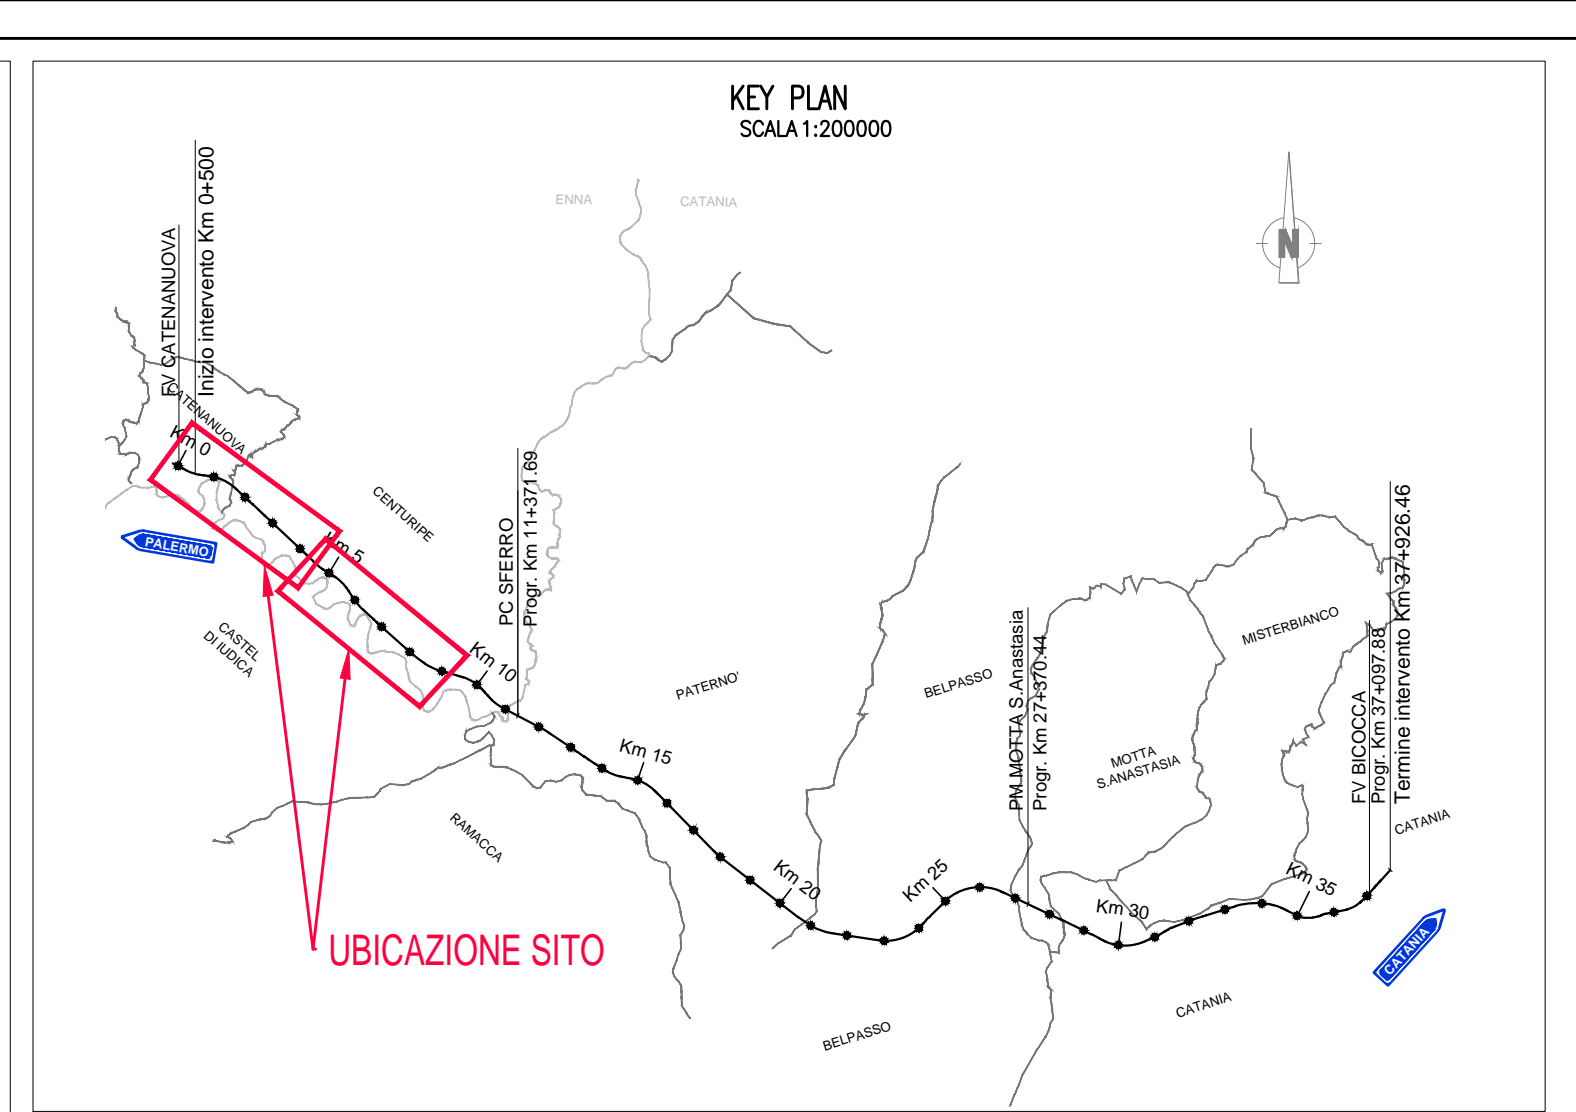 KEY PLAN
SCALA 1:200000
ENNA
CATANIA
FV CATENANUOVA
Inizio intervento Km 0+500
N
CATENANUOVA
Km 0
CENTURIPE
PALERMO
Km 5
PC SFERRO
Progr. Km 11+371.69
CASTEL
DI IUDICA
Km 10
PATERNO'
BELPASSO
PM MOTTA S.Anastasia
Progr. Km 27+370.44
MISTERBIANCO
MOTTA
S.ANASTASIA
FV BICOCCA
Progr. Km 37+097.88
Termine intervento Km 37+926.46
CATANIA
Km 15
RAMACCA
Km 20
Km 25
Km 30
Km 35
UBICAZIONE SITO
CATANIA
CATANIA
BELPASSO